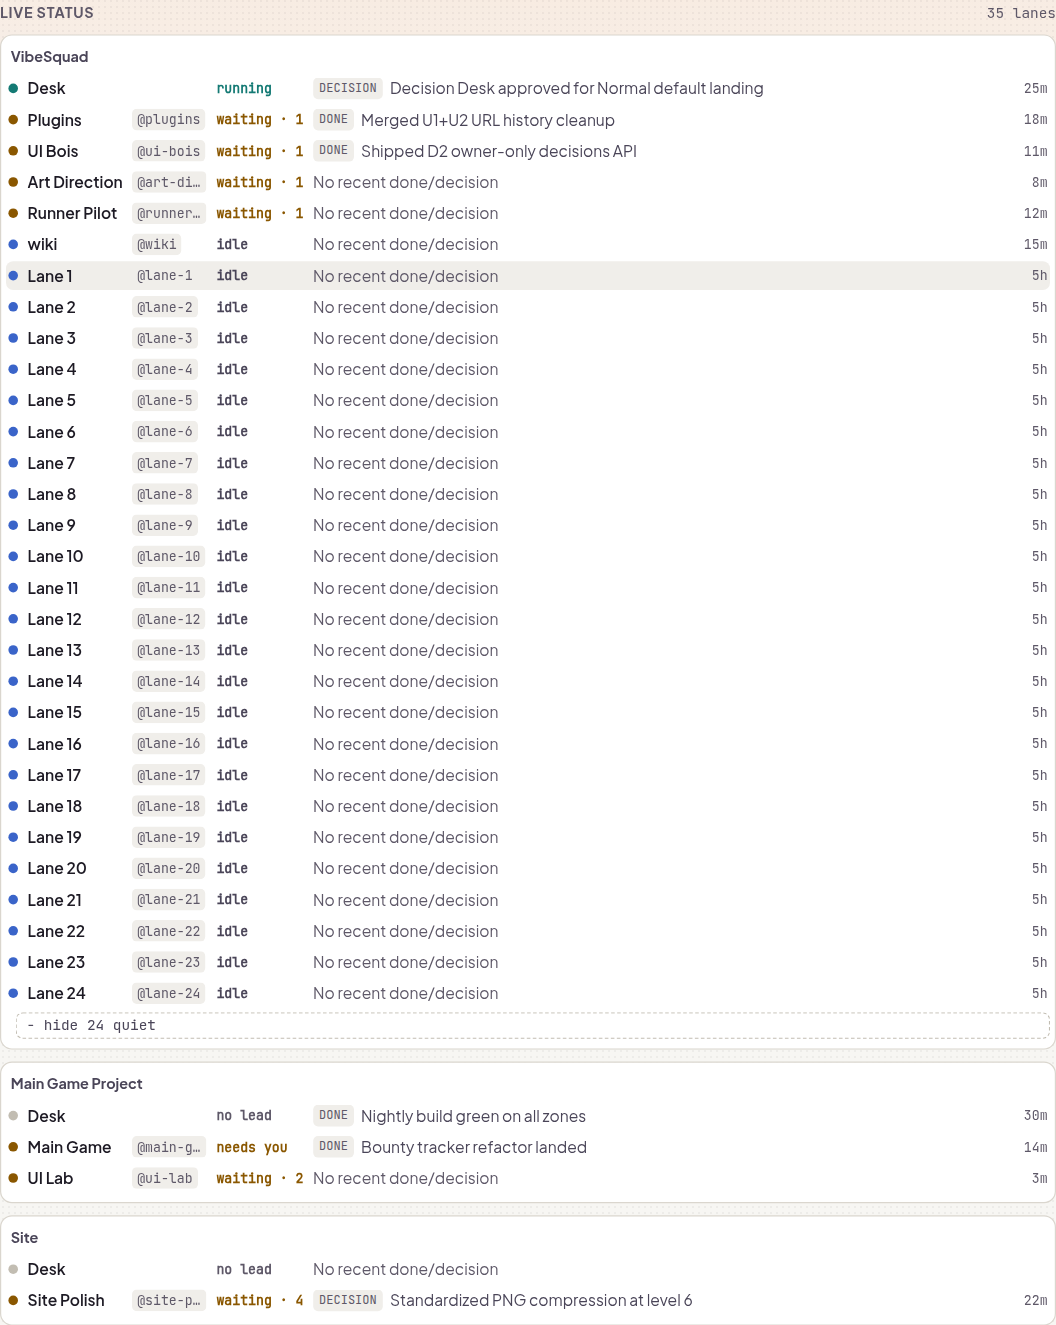 LIVE STATUS 35 lanes
VibeSquad
Desk running DECISION Decision Desk approved for Normal default landing 25m
Plugins @plugins waiting · 1 DONE Merged U1+U2 URL history cleanup 18m
UI Bois @ui-bois waiting · 1 DONE Shipped D2 owner-only decisions API 11m
Art Direction @art-di… waiting · 1 No recent done/decision 8m
Runner Pilot @runner… waiting · 1 No recent done/decision 12m
wiki @wiki idle No recent done/decision 15m
Lane 1 @lane-1 idle No recent done/decision 5h
Lane 2 @lane-2 idle No recent done/decision 5h
Lane 3 @lane-3 idle No recent done/decision 5h
Lane 4 @lane-4 idle No recent done/decision 5h
Lane 5 @lane-5 idle No recent done/decision 5h
Lane 6 @lane-6 idle No recent done/decision 5h
Lane 7 @lane-7 idle No recent done/decision 5h
Lane 8 @lane-8 idle No recent done/decision 5h
Lane 9 @lane-9 idle No recent done/decision 5h
Lane 10 @lane-10 idle No recent done/decision 5h
Lane 11 @lane-11 idle No recent done/decision 5h
Lane 12 @lane-12 idle No recent done/decision 5h
Lane 13 @lane-13 idle No recent done/decision 5h
Lane 14 @lane-14 idle No recent done/decision 5h
Lane 15 @lane-15 idle No recent done/decision 5h
Lane 16 @lane-16 idle No recent done/decision 5h
Lane 17 @lane-17 idle No recent done/decision 5h
Lane 18 @lane-18 idle No recent done/decision 5h
Lane 19 @lane-19 idle No recent done/decision 5h
Lane 20 @lane-20 idle No recent done/decision 5h
Lane 21 @lane-21 idle No recent done/decision 5h
Lane 22 @lane-22 idle No recent done/decision 5h
Lane 23 @lane-23 idle No recent done/decision 5h
Lane 24 @lane-24 idle No recent done/decision 5h
- hide 24 quiet
Main Game Project
Desk no lead DONE Nightly build green on all zones 30m
Main Game @main-g… needs you DONE Bounty tracker refactor landed 14m
UI Lab @ui-lab waiting · 2 No recent done/decision 3m
Site
Desk no lead No recent done/decision
Site Polish @site-p… waiting · 4 DECISION Standardized PNG compression at level 6 22m